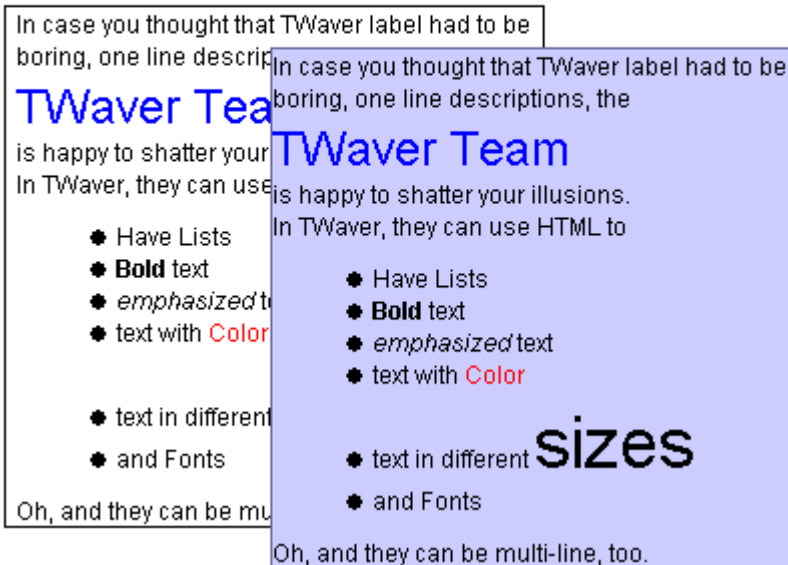 In case you thought that TWaver label had to be
boring, one line descrip
TWaver Tea
is happy to shatter your
In TWaver, they can use
Have Lists
Bold text
emphasized t
text with Color
text in different
and Fonts
Oh, and they can be mu
In case you thought that TWaver label had to be
boring, one line descriptions, the
TWaver Team
is happy to shatter your illusions.
In TWaver, they can use HTML to
Have Lists
Bold text
emphasized text
text with Color
text in different sizes
and Fonts
Oh, and they can be multi-line, too.